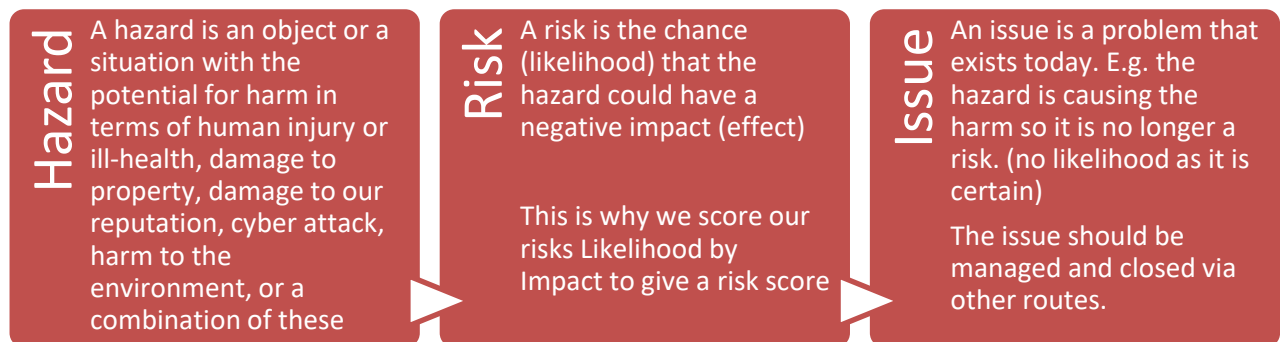 Hazard
A hazard is an object or a
situation with the
potential for harm in
terms of human injury or
ill-health, damage to
property, damage to our
reputation, cyber attack,
harm to the
environment, or a
combination of these
Risk
A risk is the chance
(likelihood) that the
hazard could have a
negative impact (effect)
This is why we score our
risks Likelihood by
Impact to give a risk score
Issue
An issue is a problem that
exists today. E.g. the
hazard is causing the
harm so it is no longer a
risk. (no likelihood as it is
certain)
The issue should be
managed and closed via
other routes.